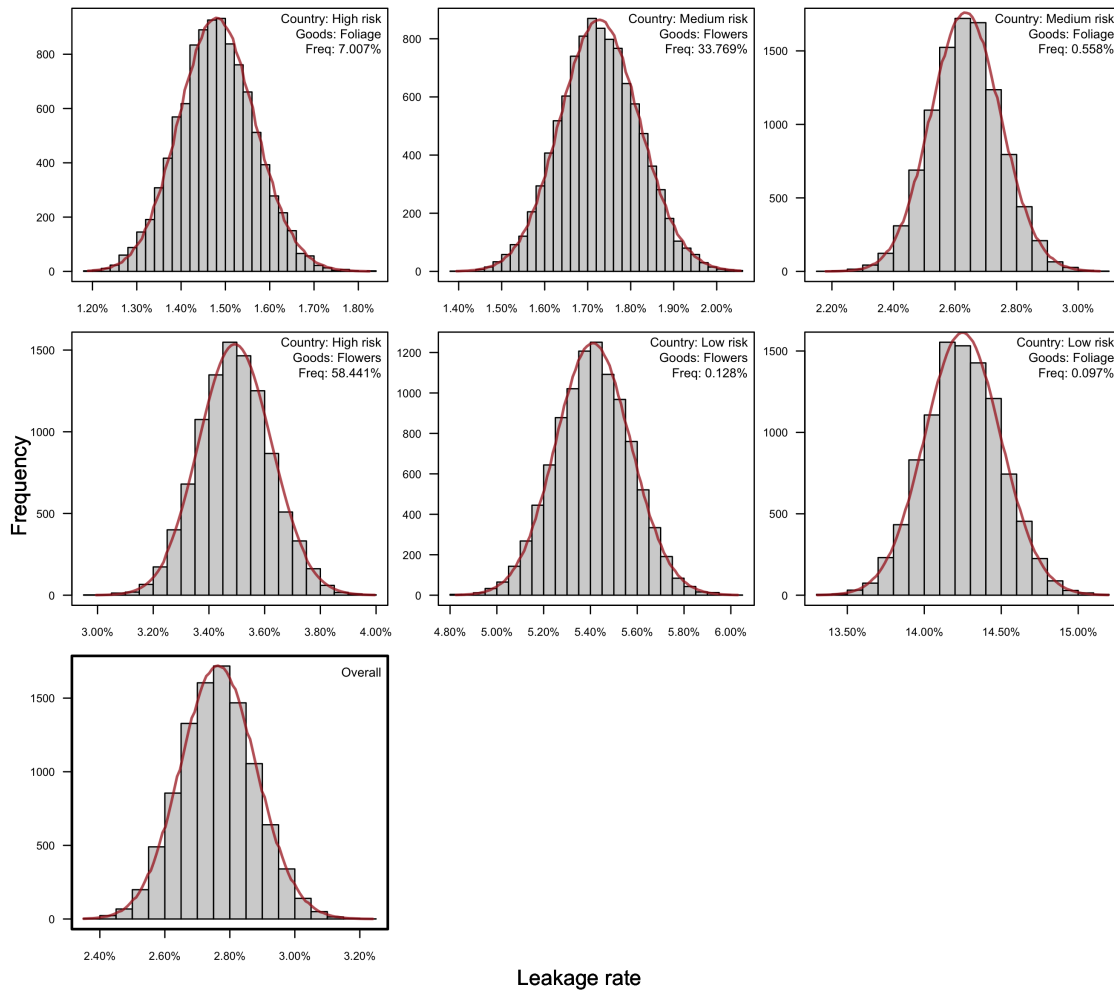 Country: High risk
Goods: Foliage
Freq: 7.007%
800
600
400
200
0
1.20% 1.30% 1.40% 1.50% 1.60% 1.70% 1.80%
Country: Medium risk
Goods: Flowers
Freq: 33.769%
800
600
400
200
0
1.40% 1.50% 1.60% 1.70% 1.80% 1.90% 2.00%
Country: Medium risk
Goods: Foliage
Freq: 0.558%
1500
1000
500
0
2.20% 2.40% 2.60% 2.80% 3.00%
Country: High risk
Goods: Flowers
Freq: 58.441%
1500
1000
500
0
3.00% 3.20% 3.40% 3.60% 3.80% 4.00%
Country: Low risk
Goods: Flowers
Freq: 0.128%
1200
1000
800
600
400
200
0
4.80% 5.00% 5.20% 5.40% 5.60% 5.80% 6.00%
Country: Low risk
Goods: Foliage
Freq: 0.097%
1500
1000
500
0
13.50% 14.00% 14.50% 15.00%
Frequency
Overall
1500
1000
500
0
2.40% 2.60% 2.80% 3.00% 3.20%
Leakage rate